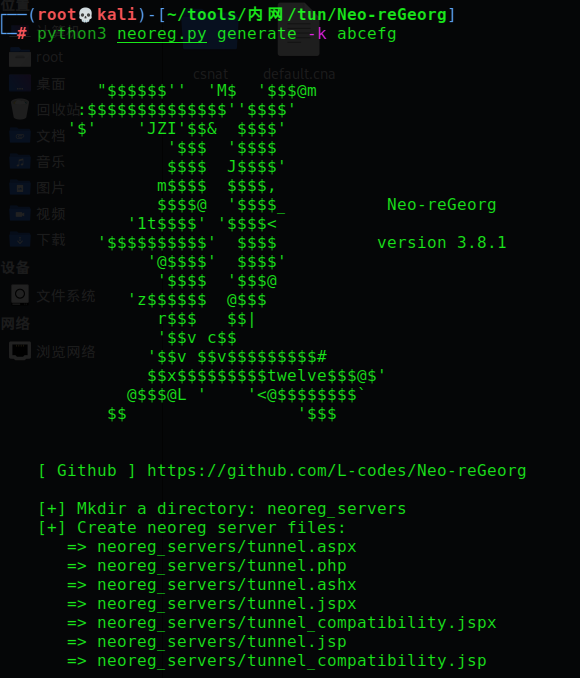 ┌──(root💀kali)-[~/tools/内网/tun/Neo-reGeorg]
└─# python3 neoreg.py generate -k abcefg
root
csnat
default.cna
桌面
回收站
文档
音乐
图片
视频
下载
设备
文件系统
网络
浏览网络
"$$$$$$''  'M$  '$$$@m
:$$$$$$$$$$$$$$''$$$$'
'$'    'JZI'$$&  $$$$'
'$$$  '$$$$
$$$$  J$$$$'
m$$$$  $$$$,
$$$$@  '$$$$_          Neo-reGeorg
'1t$$$$' '$$$$<
'$$$$$$$$$$'  $$$$          version 3.8.1
'@$$$$'  $$$$'
'$$$$  '$$$@
'z$$$$$$  @$$$
r$$$   $$|
'$$v c$$
'$$v $$v$$$$$$$$$#
$$x$$$$$$$$$twelve$$$@$'
@$$$@L '    '<@$$$$$$$$`
$$                 '$$$
[ Github ] https://github.com/L-codes/Neo-reGeorg
[+] Mkdir a directory: neoreg_servers
[+] Create neoreg server files:
=> neoreg_servers/tunnel.aspx
=> neoreg_servers/tunnel.php
=> neoreg_servers/tunnel.ashx
=> neoreg_servers/tunnel.jspx
=> neoreg_servers/tunnel_compatibility.jspx
=> neoreg_servers/tunnel.jsp
=> neoreg_servers/tunnel_compatibility.jsp